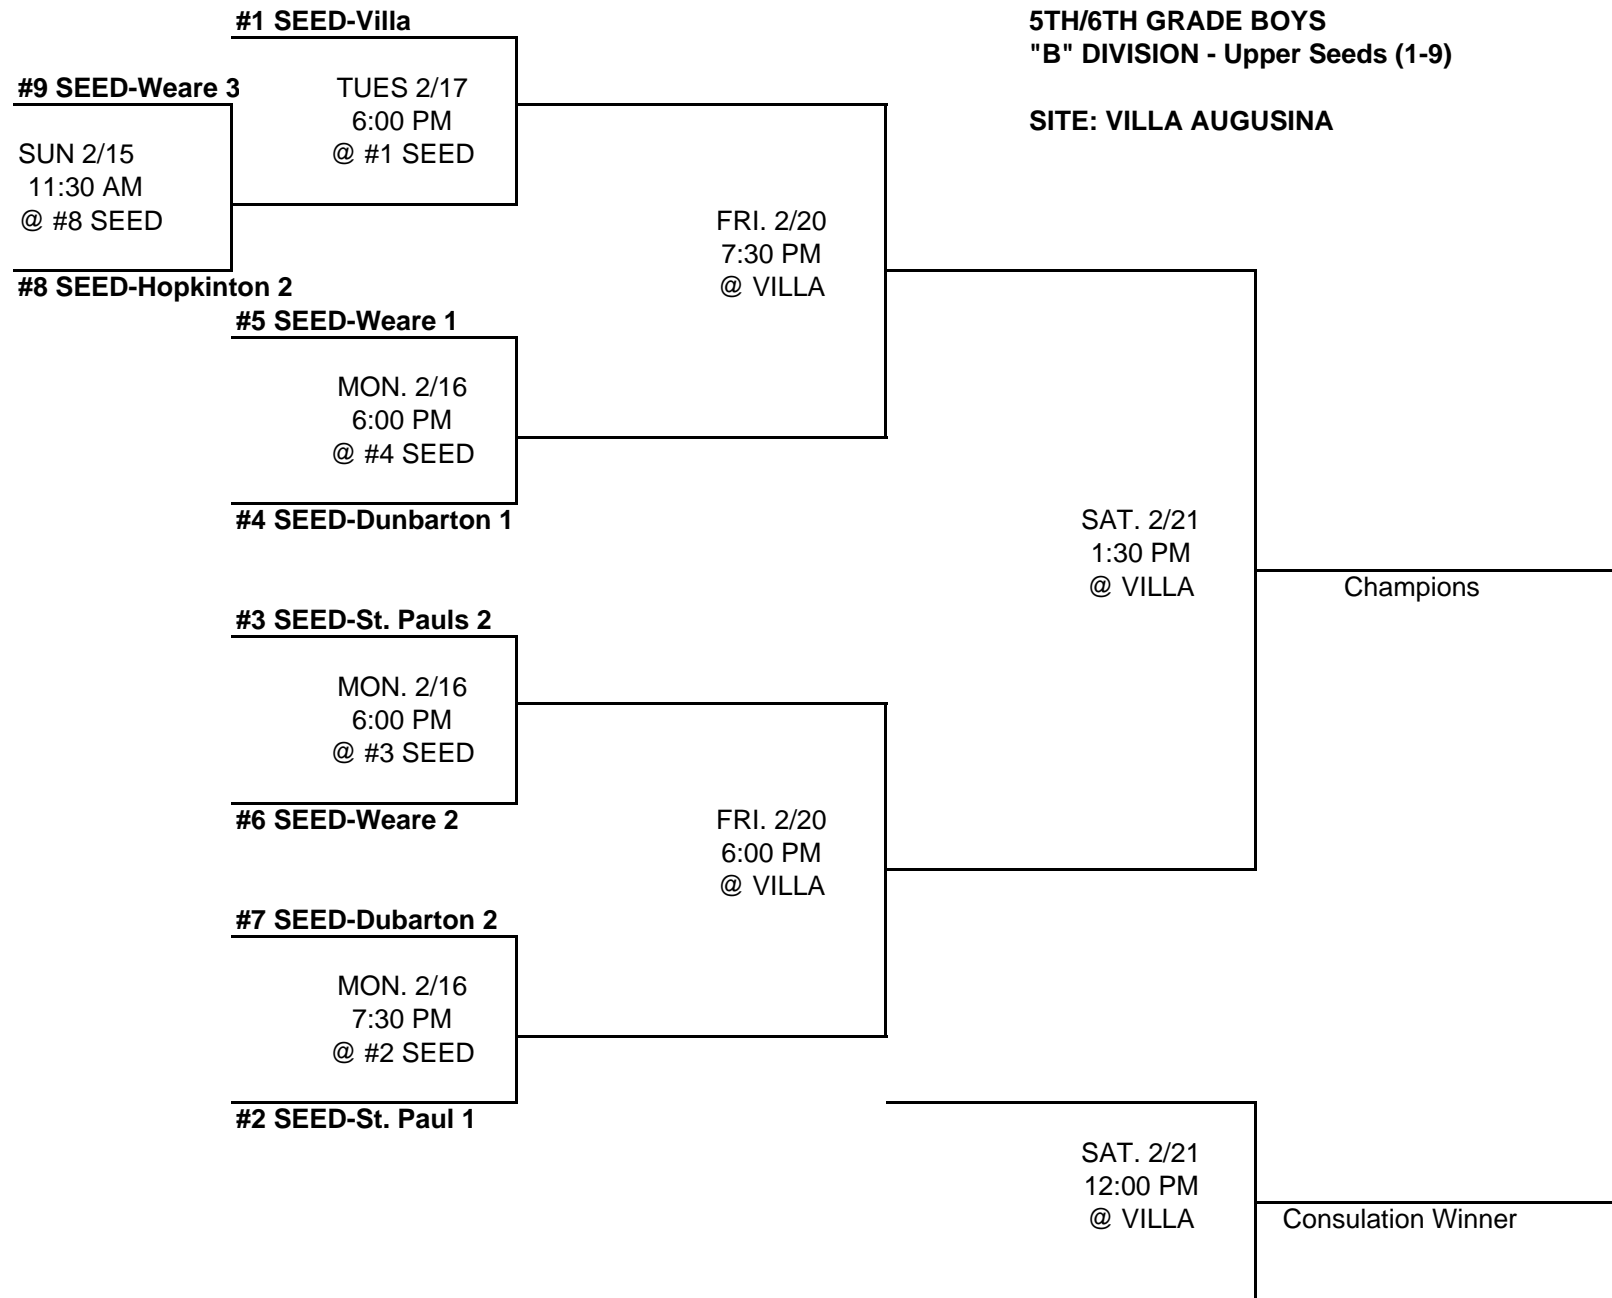 #1 SEED-Villa
5TH/6TH GRADE BOYS
"B" DIVISION - Upper Seeds (1-9)
SITE: VILLA AUGUSINA
#9 SEED-Weare 3
SUN 2/15
11:30 AM
@ #8 SEED
#8 SEED-Hopkinton 2
TUES 2/17
6:00 PM
@ #1 SEED
FRI. 2/20
7:30 PM
@ VILLA
#5 SEED-Weare 1
MON. 2/16
6:00 PM
@ #4 SEED
#4 SEED-Dunbarton 1
SAT. 2/21
1:30 PM
@ VILLA
Champions
#3 SEED-St. Pauls 2
MON. 2/16
6:00 PM
@ #3 SEED
#6 SEED-Weare 2
FRI. 2/20
6:00 PM
@ VILLA
#7 SEED-Dubarton 2
MON. 2/16
7:30 PM
@ #2 SEED
#2 SEED-St. Paul 1
SAT. 2/21
12:00 PM
@ VILLA
Consulation Winner